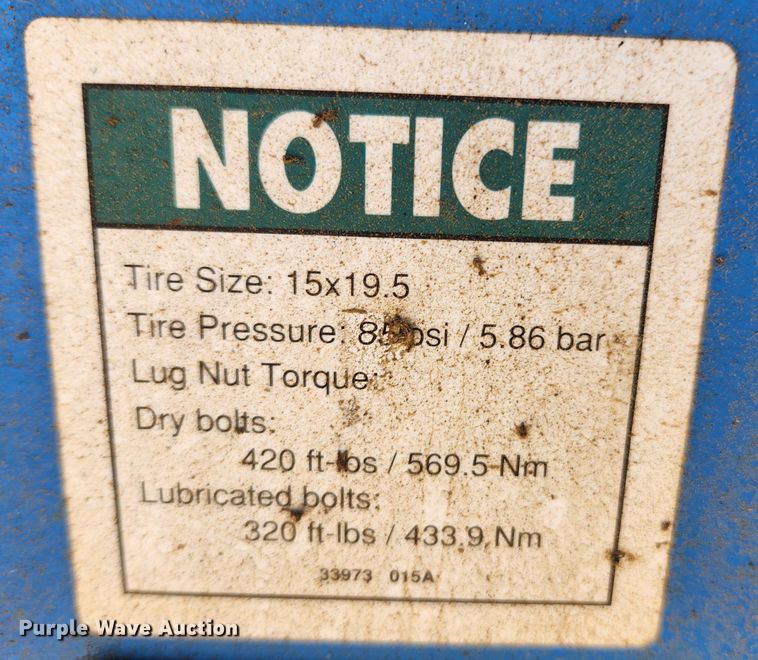 NOTICE
Tire Size: 15x19.5
Tire Pressure: 85 psi / 5.86 bar
Lug Nut Torque:
Dry bolts:
420 ft-lbs / 569.5 Nm
Lubricated bolts:
320 ft-lbs / 433.9 Nm
33973 015A
Purple Wave Auction